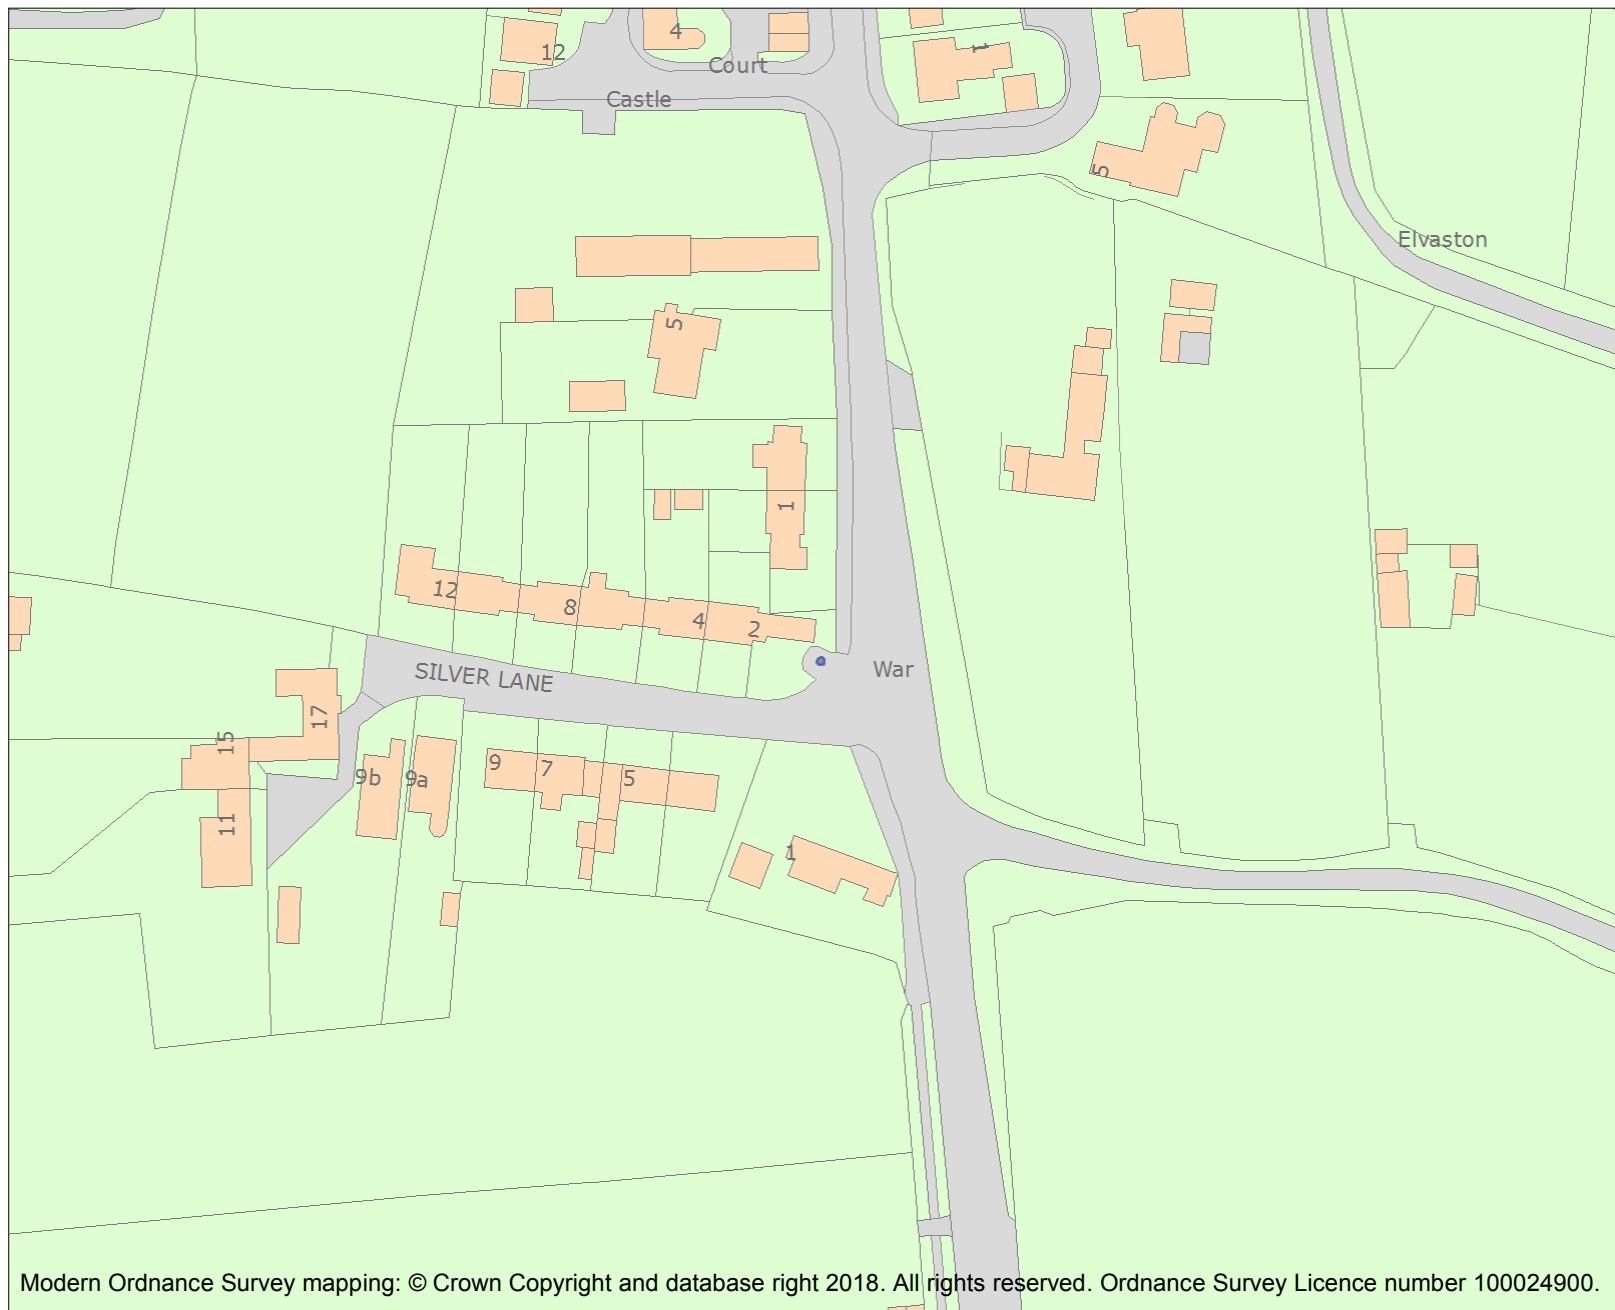 4
12
1
Court
Castle
5
Elvaston
5
1
12
8
4
2
War
SILVER LANE
17
15
9b
9a
9
7
5
11
1
Modern Ordnance Survey mapping: © Crown Copyright and database right 2018. All rights reserved. Ordnance Survey Licence number 100024900.